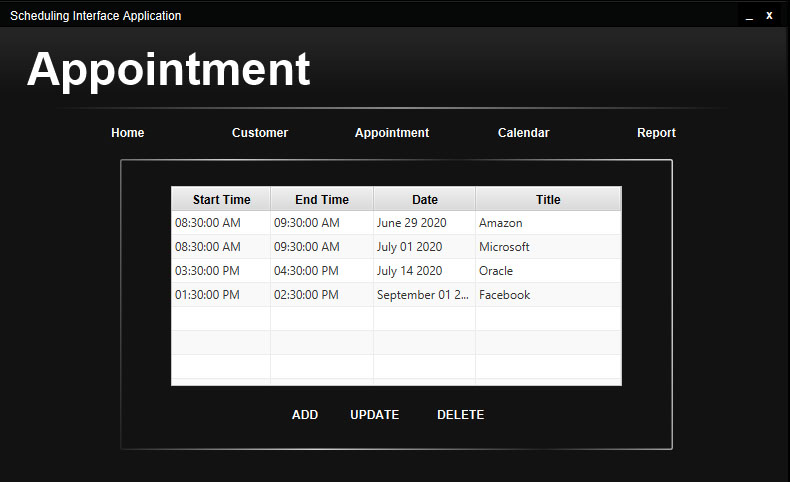 Scheduling Interface Application _ x
Appointment
Home Customer Appointment Calendar Report
Start Time End Time Date Title
08:30:00 AM 09:30:00 AM June 29 2020 Amazon
08:30:00 AM 09:30:00 AM July 01 2020 Microsoft
03:30:00 PM 04:30:00 PM July 14 2020 Oracle
01:30:00 PM 02:30:00 PM September 01 2... Facebook
ADD UPDATE DELETE